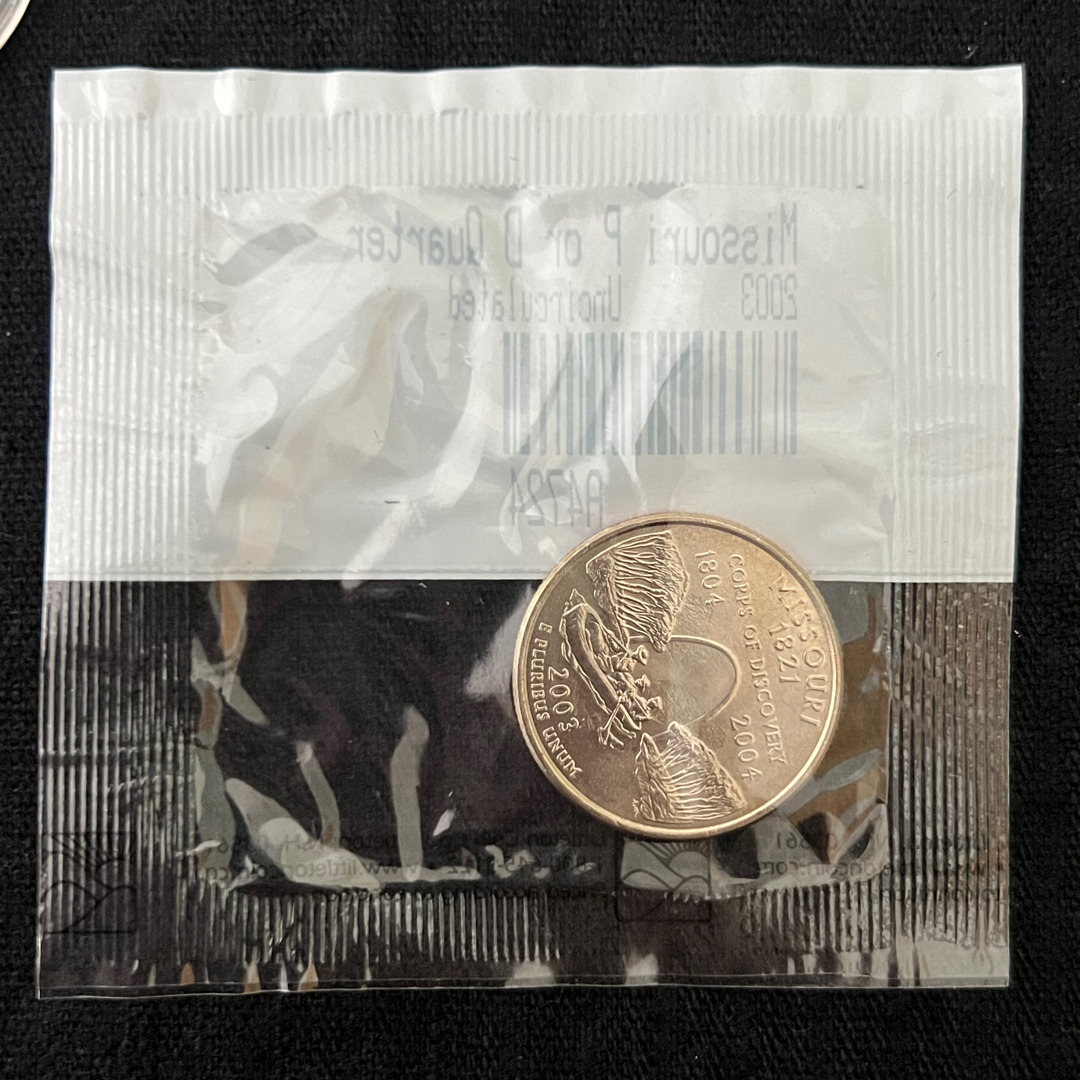 Missouri P or D Quarter
2003 Uncirculated
A4724
MISSOURI
1821
CORPS OF DISCOVERY
1804 2004
2003
E PLURIBUS UNUM